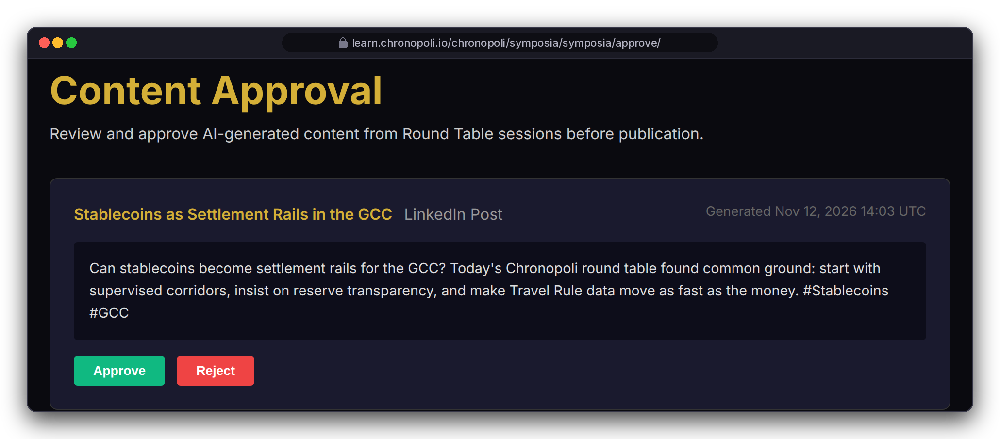 learn.chronopoli.io/chronopoli/symposia/symposia/approve/
Content Approval
Review and approve AI-generated content from Round Table sessions before publication.
Stablecoins as Settlement Rails in the GCC LinkedIn Post
Generated Nov 12, 2026 14:03 UTC
Can stablecoins become settlement rails for the GCC? Today's Chronopoli round table found common ground: start with
supervised corridors, insist on reserve transparency, and make Travel Rule data move as fast as the money. #Stablecoins
#GCC
Approve Reject